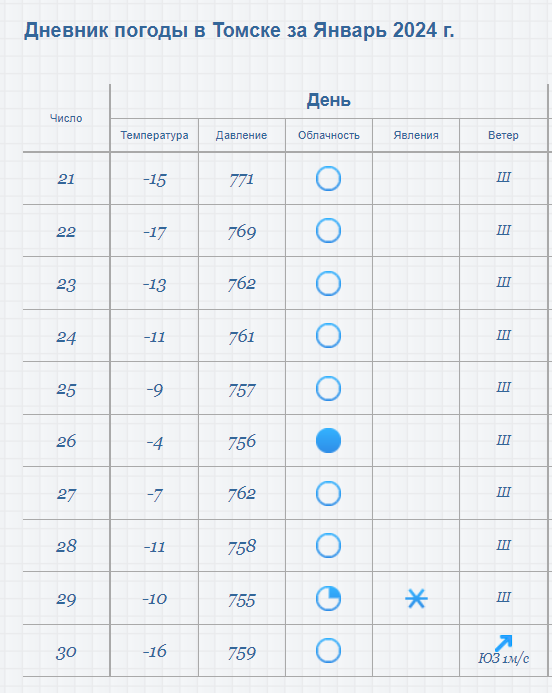 Дневник погоды в Томске за Январь 2024 г.
Число День
Температура Давление Облачность Явления Ветер
21 -15 771 Ш
22 -17 769 Ш
23 -13 762 Ш
24 -11 761 Ш
25 -9 757 Ш
26 -4 756 Ш
27 -7 762 Ш
28 -11 758 Ш
29 -10 755 Ш
30 -16 759 ЮЗ 1м/с